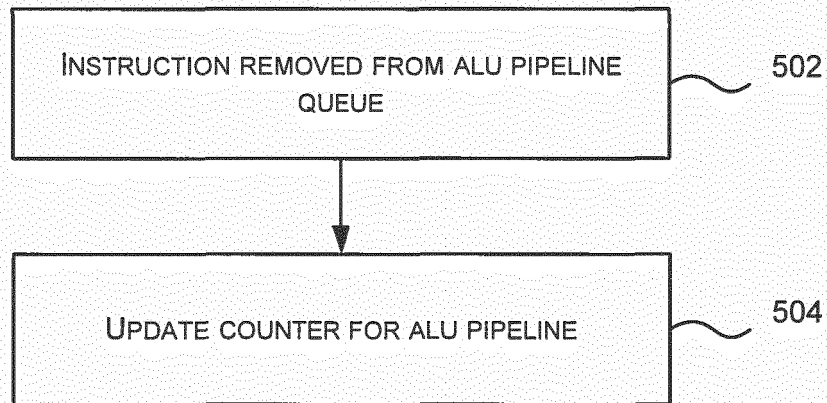 INSTRUCTION REMOVED FROM ALU PIPELINE
QUEUE
502
UPDATE COUNTER FOR ALU PIPELINE
504